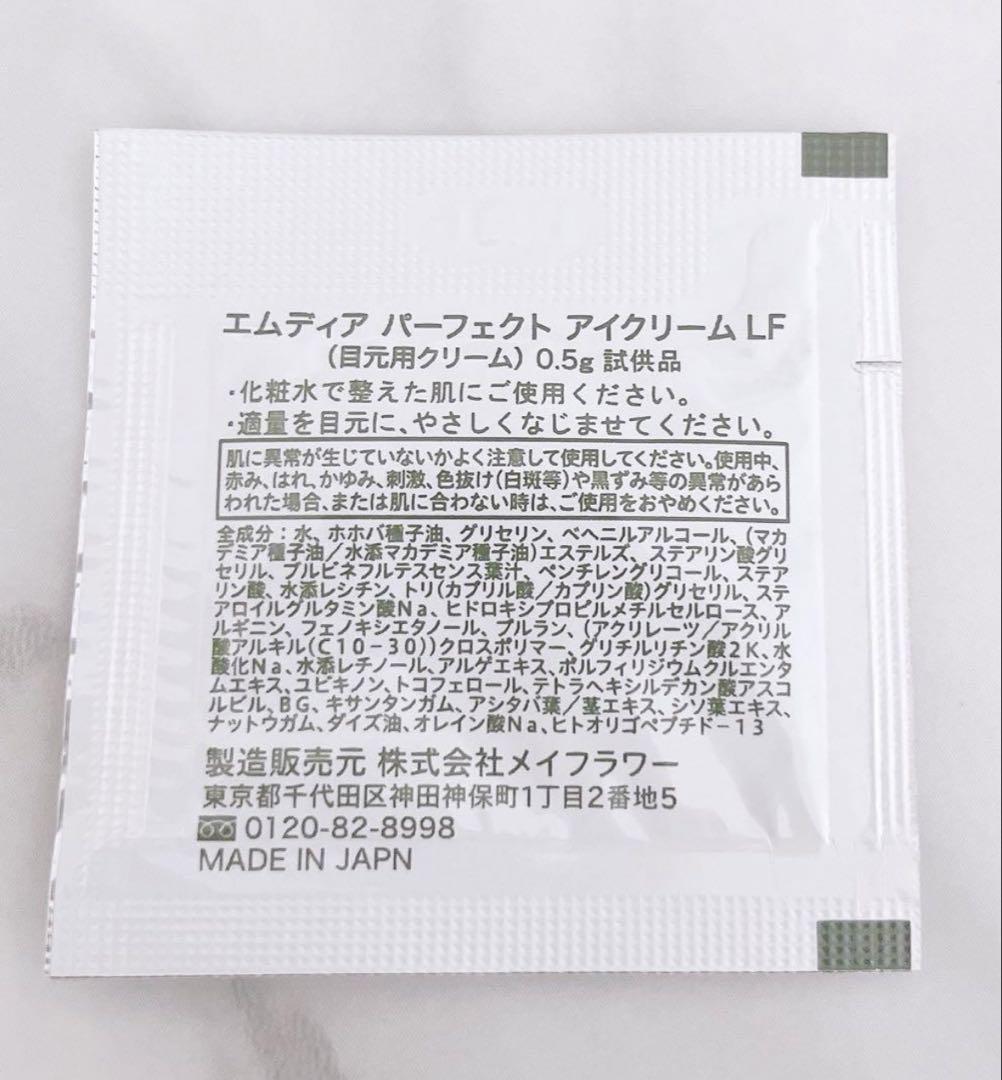 エムディア パーフェクト アイクリーム LF
(目元用クリーム) 0.5g 試供品
・化粧水で整えた肌にご使用ください。
・適量を目元に、やさしくなじませてください。
肌に異常が生じていないかよく注意して使用してください。使用中、
赤み、はれ、かゆみ、刺激、色抜け(白斑等)や黒ずみ等の異常があら
われた場合、または肌に合わない時は、ご使用をおやめください。
全成分：水、ホホバ種子油、グリセリン、ベヘニルアルコール、(マカ
デミア種子油／水添マカデミア種子油)エステルズ、ステアリン酸グリ
セリル、ブルビネフルテスセンス葉汁、ペンチレングリコール、ステア
リン酸、水添レシチン、トリ(カプリル酸／カプリン酸)グリセリル、ステ
アロイルグルタミン酸Na、ヒドロキシプロピルメチルセルロース、ア
ルギニン、フェノキシエタノール、プルラン、(アクリレーツ／アクリル
酸アルキル(C10-30))クロスポリマー、グリチルリチン酸2K、水
酸化Na、水添レチノール、アルゲエキス、ポルフィリジウムクルエンタ
ムエキス、ユビキノン、トコフェロール、テトラヘキシルデカン酸アスコ
ルビル、BG、キサンタンガム、アシタバ葉／茎エキス、シソ葉エキス、
ナットウガム、ダイズ油、オレイン酸Na、ヒトオリゴペプチド-13
製造販売元 株式会社メイフラワー
東京都千代田区神田神保町1丁目2番地5
0120-82-8998
MADE IN JAPN